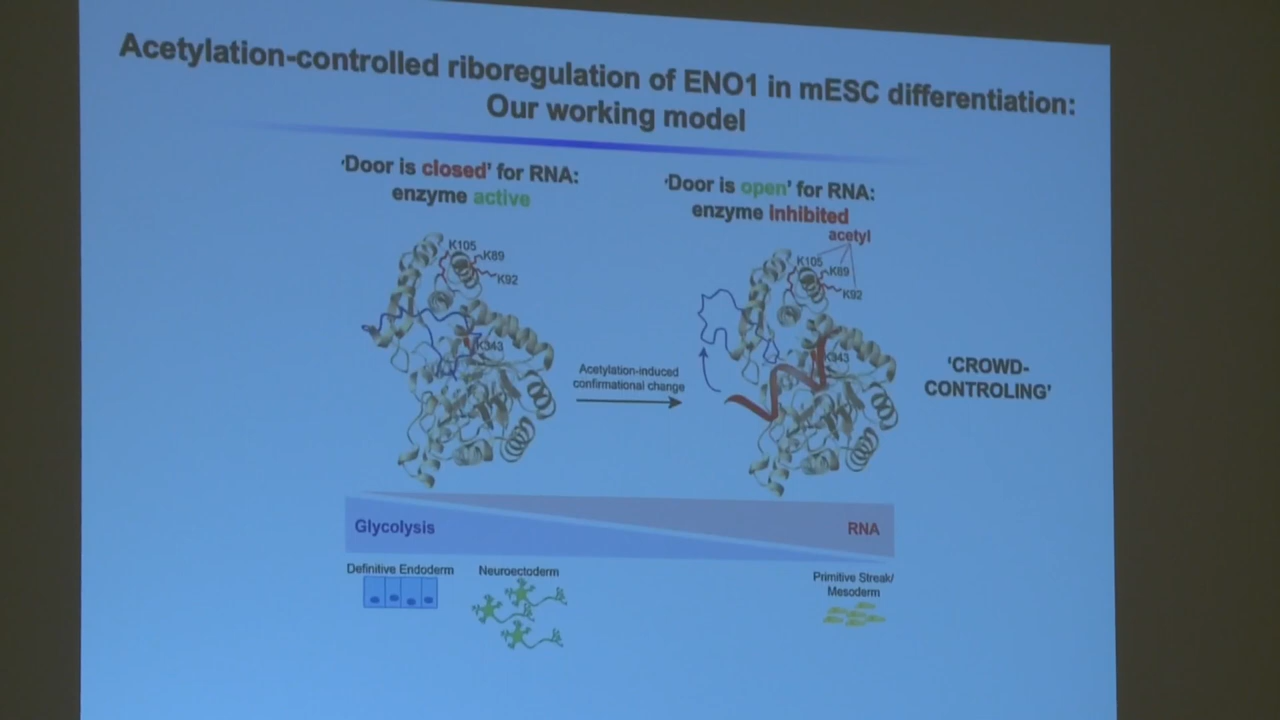 Acetylation-controlled riboregulation of ENO1 in mESC differentiation:
Our working model
'Door is closed' for RNA:
enzyme active
'Door is open' for RNA:
enzyme inhibited
acetyl
K105
K89
K92
K343
K105
K89
K92
K343
Acetylation-induced
confirmational change
'CROWD-
CONTROLING'
Glycolysis
RNA
Definitive Endoderm
Neuroectoderm
Primitive Streak/
Mesoderm